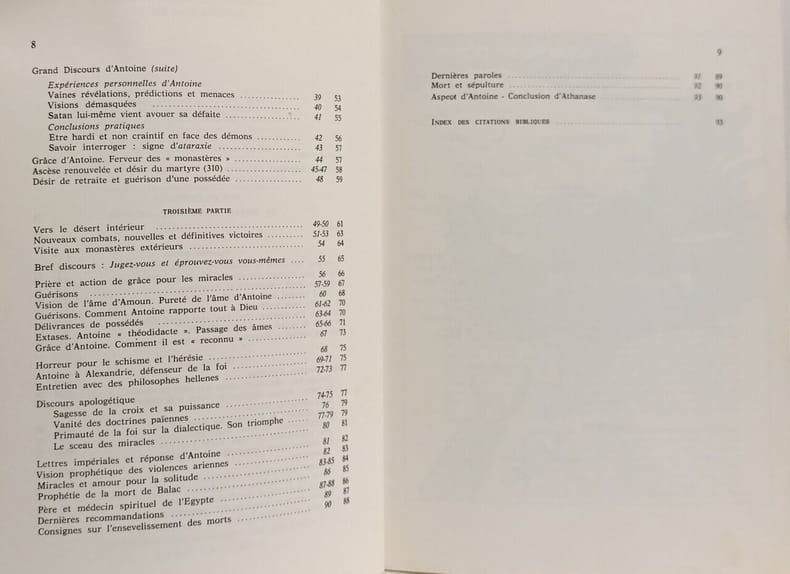 8
Grand Discours d'Antoine (suite)
Expériences personnelles d'Antoine
Vaines révélations, prédictions et menaces 39 53
Visions démasquées 40 54
Satan lui-même vient avouer sa défaite 41 55
Conclusions pratiques
Etre hardi et non craintif en face des démons 42 56
Savoir interroger : signe d'ataraxie 43 57
Grâce d'Antoine. Ferveur des « monastères » 44 57
Ascèse renouvelée et désir du martyre (310) 45-47 58
Désir de retraite et guérison d'une possédée 48 59
TROISIÈME PARTIE
Vers le désert intérieur 49-50 61
Nouveaux combats, nouvelles et définitives victoires 51-53 63
Visite aux monastères extérieurs 54 64
Bref discours : Jugez-vous et éprouvez-vous vous-mêmes 55 65
Prière et action de grâce pour les miracles 56 66
Guérisons 57-59 67
Vision de l'âme d'Amoun. Pureté de l'âme d'Antoine 60 68
Guérisons. Comment Antoine rapporte tout à Dieu 61-62 70
Délivrances de possédés 63-64 70
Extases. Antoine « théodidacte ». Passage des âmes 65-66 71
Grâce d'Antoine. Comment il est « reconnu » 67 73
Horreur pour le schisme et l'hérésie 68 75
Antoine à Alexandrie, défenseur de la foi 69-71 75
Entretien avec des philosophes hellenes 72-73 77
Discours apologétique
Sagesse de la croix et sa puissance 74-75 77
Vanité des doctrines païennes 76 79
Primauté de la foi sur la dialectique. Son triomphe 77-79 79
Le sceau des miracles 80 81
Lettres impériales et réponse d'Antoine 81 82
Vision prophétique des violences ariennes 82 83
Miracles et amour pour la solitude 83-85 84
Prophétie de la mort de Balac 86 85
Père et médecin spirituel de l'Egypte 87-88 86
Dernières recommandations 89 87
Consignes sur l'ensevelissement des morts 90 88
9
Dernières paroles 91 89
Mort et sépulture 92 90
Aspect d'Antoine - Conclusion d'Athanase 93 90
INDEX DES CITATIONS BIBLIQUES 93